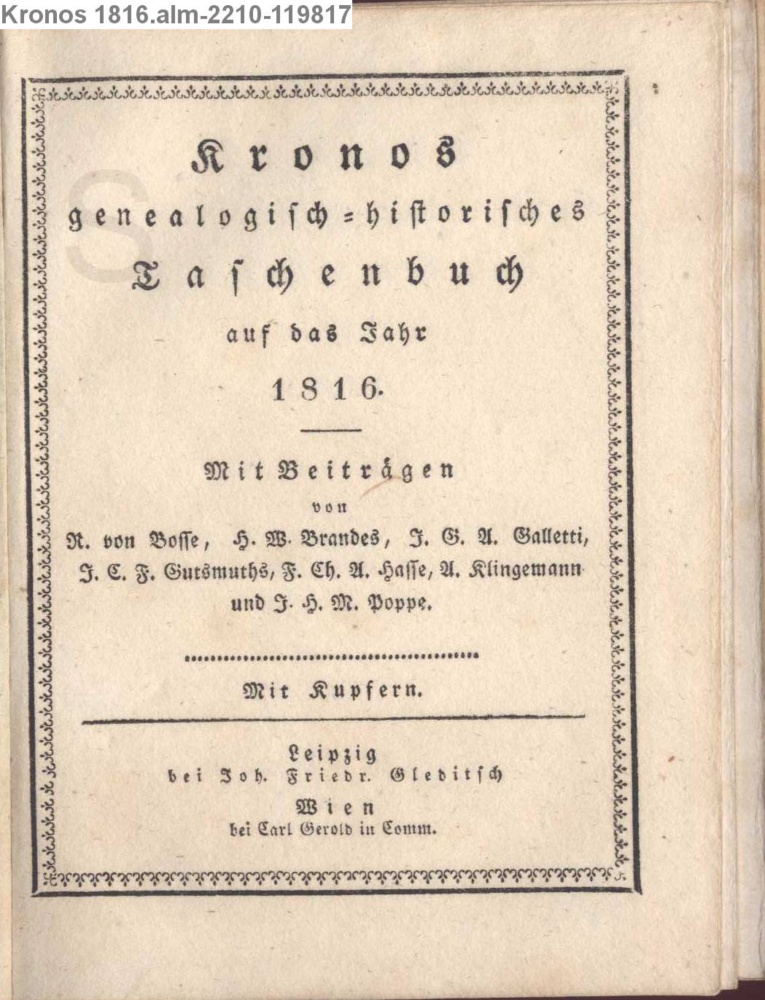 Kronos 1816.alm-2210-119817
Kronos
genealogisch=historisches
Taschenbuch
auf das Jahr
1816.
Mit Beiträgen
von
R. von Bosse, H. W. Brandes, J. G. A. Galletti,
J. C. F. Gutsmuths, F. Ch. A. Hasse, A. Klingemann
und J. H. M. Poppe.
Mit Kupfern.
Leipzig
bei Joh. Friedr. Gleditsch
Wien
bei Carl Gerold in Comm.